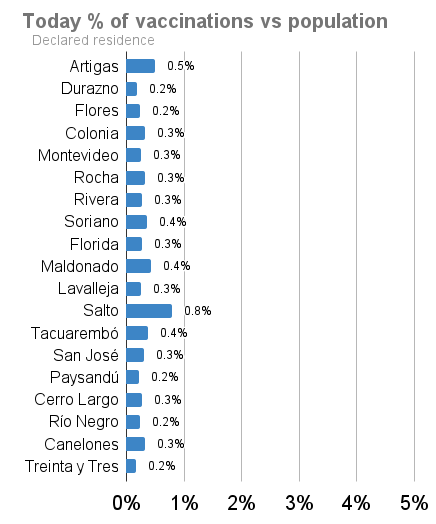 Today % of vaccinations vs population
Declared residence
Artigas 0.5%
Durazno 0.2%
Flores 0.2%
Colonia 0.3%
Montevideo 0.3%
Rocha 0.3%
Rivera 0.3%
Soriano 0.4%
Florida 0.3%
Maldonado 0.4%
Lavalleja 0.3%
Salto 0.8%
Tacuarembó 0.4%
San José 0.3%
Paysandú 0.2%
Cerro Largo 0.3%
Río Negro 0.2%
Canelones 0.3%
Treinta y Tres 0.2%
0% 1% 2% 3% 4% 5%